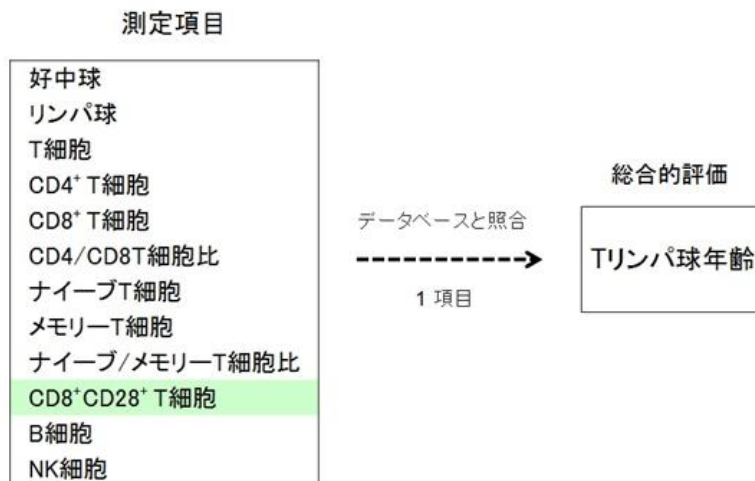 測定項目
好中球
リンパ球
T細胞
CD4⁺ T細胞
CD8⁺ T細胞
CD4/CD8T細胞比
ナイーブT細胞
メモリーT細胞
ナイーブ/メモリーT細胞比
CD8⁺CD28⁺ T細胞
B細胞
NK細胞
データベースと照合
1 項目
総合的評価
Tリンパ球年齢